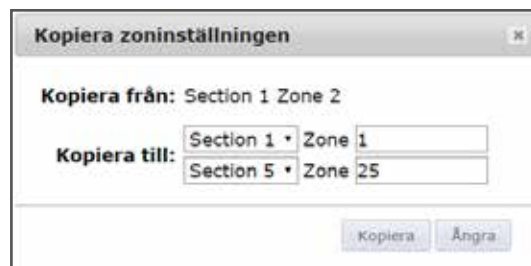 Kopiera zoninställningen
Kopiera från: Section 1 Zone 2
Kopiera till: Section 1 Zone 1
Section 5 Zone 25
Kopiera Ångra